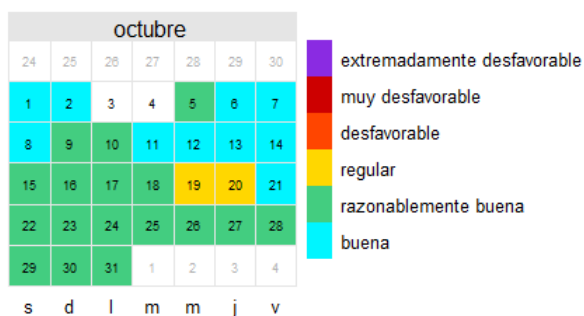 octubre
24 25 26 27 28 29 30
1 2 3 4 5 6 7
8 9 10 11 12 13 14
15 16 17 18 19 20 21
22 23 24 25 26 27 28
29 30 31 1 2 3 4
s d l m m j v
extremadamente desfavorable
muy desfavorable
desfavorable
regular
razonablemente buena
buena